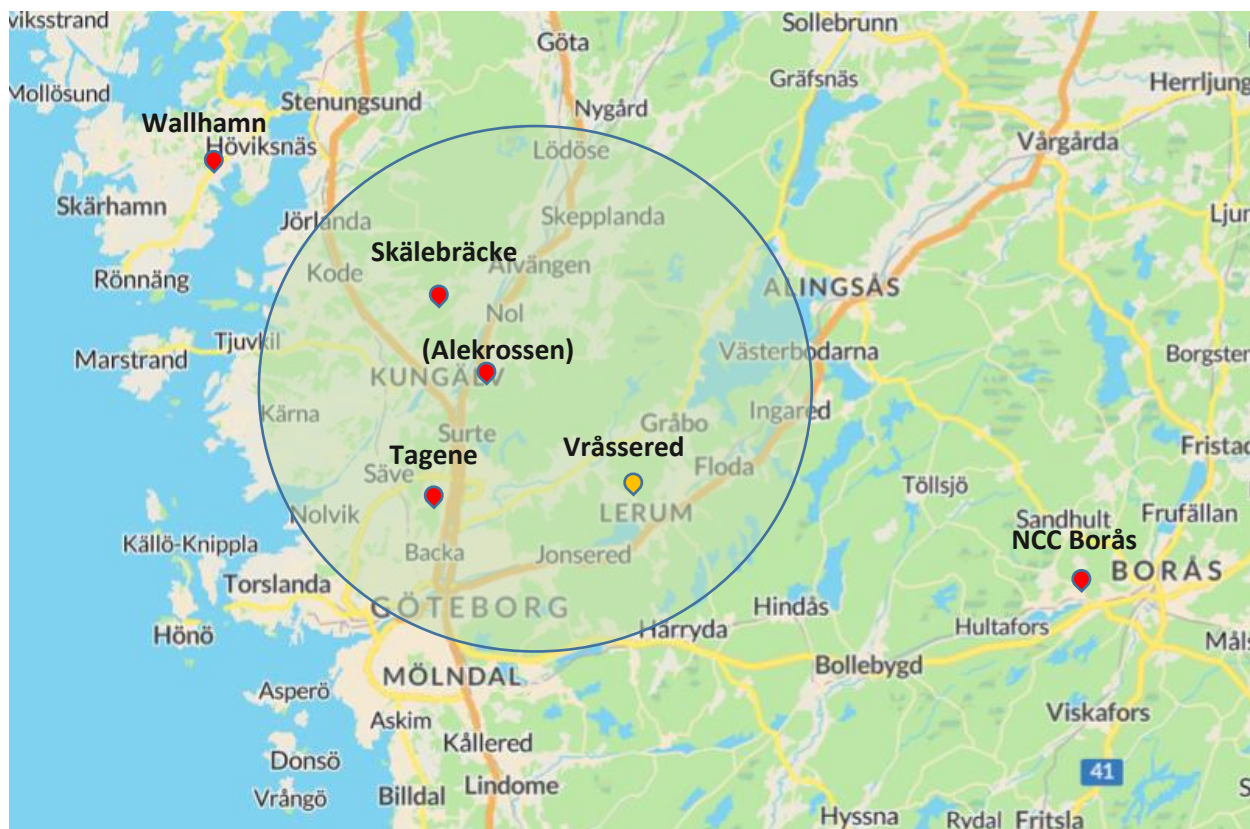 viksstrand
Sollebrunn
Göta
Gräfsnäs
Herrljung
Mollösund
Stenungsund
Nygård
Wallhamn
Höviksnäs
Lödöse
Vårgårda
Skärhamn
Jörlanda
Skepplanda
Ljur
Skälebräcke
Kode
Älvängen
Rönnäng
ALINGSÅS
Nol
Tjuvkil
(Alekrossen)
Västerbodarna
Marstrand
KUNGÄLV
Borgsten
Kärna
Ingared
Gråbo
Surte
Vråssered
Fristad
Tagene
Säve
Floda
Töllsjö
Nolvik
LERUM
Sandhult
Frufällan
Källö-Knippla
Backa
Jonsered
NCC Borås
BORÅS
Torslanda
GÖTEBORG
Hindås
Hönö
Härryda
Hultafors
Måls
MÖLNDAL
Bollebygd
Asperö
Askim
Viskafors
Kållered
Donsö
41
Vrångö
Billdal
Lindome
Hyssna
Rydal
Fritsla
S